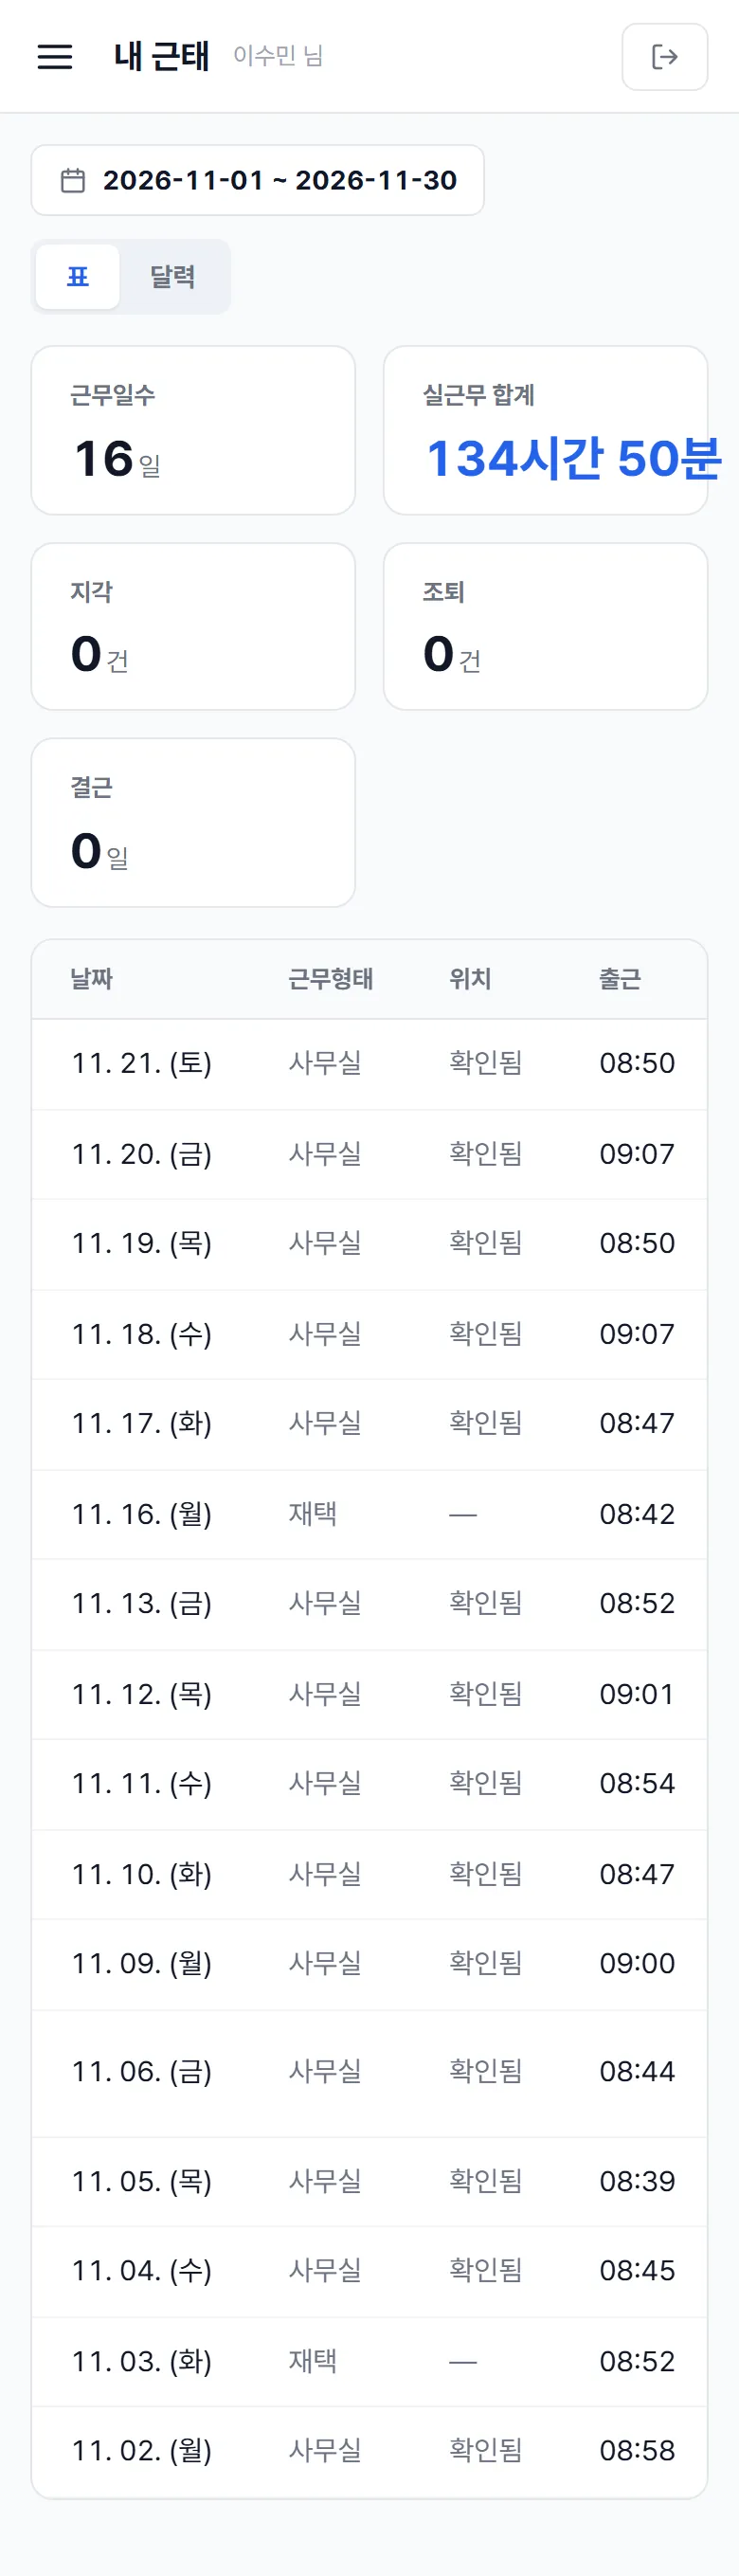 내 근태 이수민 님
2026-11-01 ~ 2026-11-30
표 달력
근무일수 실근무 합계
16일 134시간 50분
지각 조퇴
0건 0건
결근
0일
날짜 근무형태 위치 출근
11. 21. (토) 사무실 확인됨 08:50
11. 20. (금) 사무실 확인됨 09:07
11. 19. (목) 사무실 확인됨 08:50
11. 18. (수) 사무실 확인됨 09:07
11. 17. (화) 사무실 확인됨 08:47
11. 16. (월) 재택 — 08:42
11. 13. (금) 사무실 확인됨 08:52
11. 12. (목) 사무실 확인됨 09:01
11. 11. (수) 사무실 확인됨 08:54
11. 10. (화) 사무실 확인됨 08:47
11. 09. (월) 사무실 확인됨 09:00
11. 06. (금) 사무실 확인됨 08:44
11. 05. (목) 사무실 확인됨 08:39
11. 04. (수) 사무실 확인됨 08:45
11. 03. (화) 재택 — 08:52
11. 02. (월) 사무실 확인됨 08:58